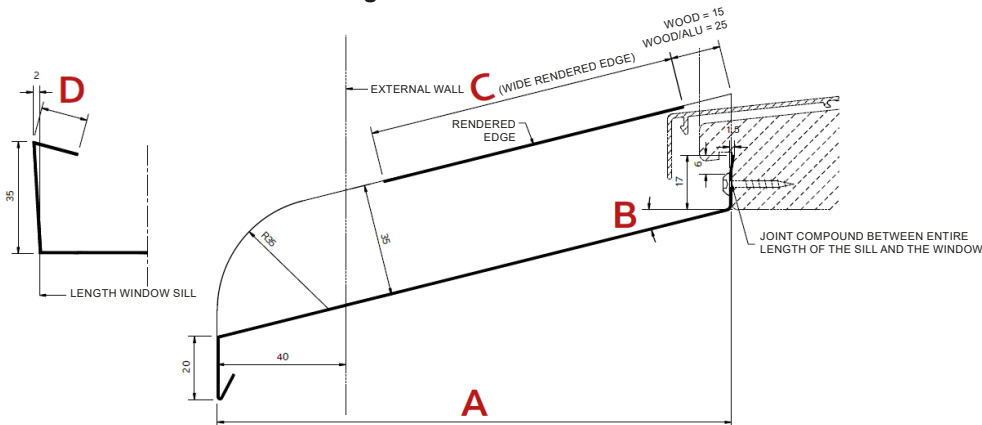 WOOD = 15
WOOD/ALU = 25
2
D
EXTERNAL WALL
C (WIDE RENDERED EDGE)
RENDERED
EDGE
1.5
6
17
35
B
R35
35
JOINT COMPOUND BETWEEN ENTIRE
LENGTH OF THE SILL AND THE WINDOW
LENGTH WINDOW SILL
20
40
A